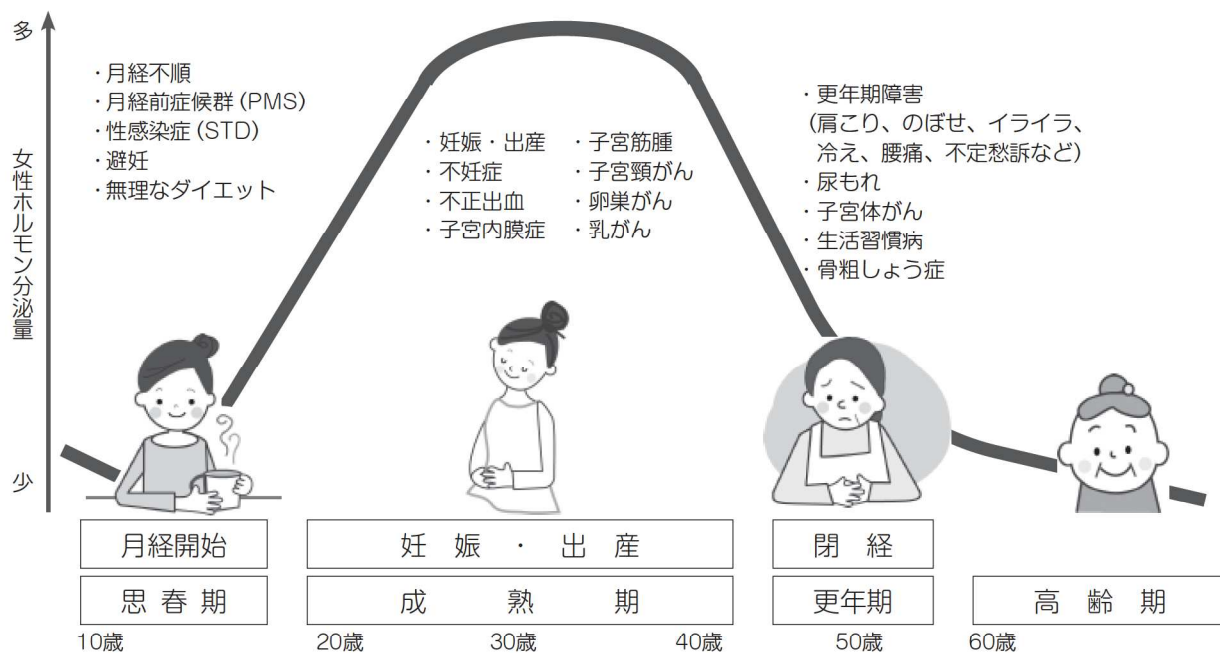 多
女性ホルモン分泌量
少
・月経不順
・月経前症候群(PMS)
・性感染症(STD)
・避妊
・無理なダイエット
・妊娠・出産
・不妊症
・不正出血
・子宮内膜症
・子宮筋腫
・子宮頸がん
・卵巣がん
・乳がん
・更年期障害
(肩こり、のぼせ、イライラ、
冷え、腰痛、不定愁訴など)
・尿もれ
・子宮体がん
・生活習慣病
・骨粗しょう症
月経開始
妊娠・出産
閉経
思春期
成熟期
更年期
高齢期
10歳
20歳
30歳
40歳
50歳
60歳